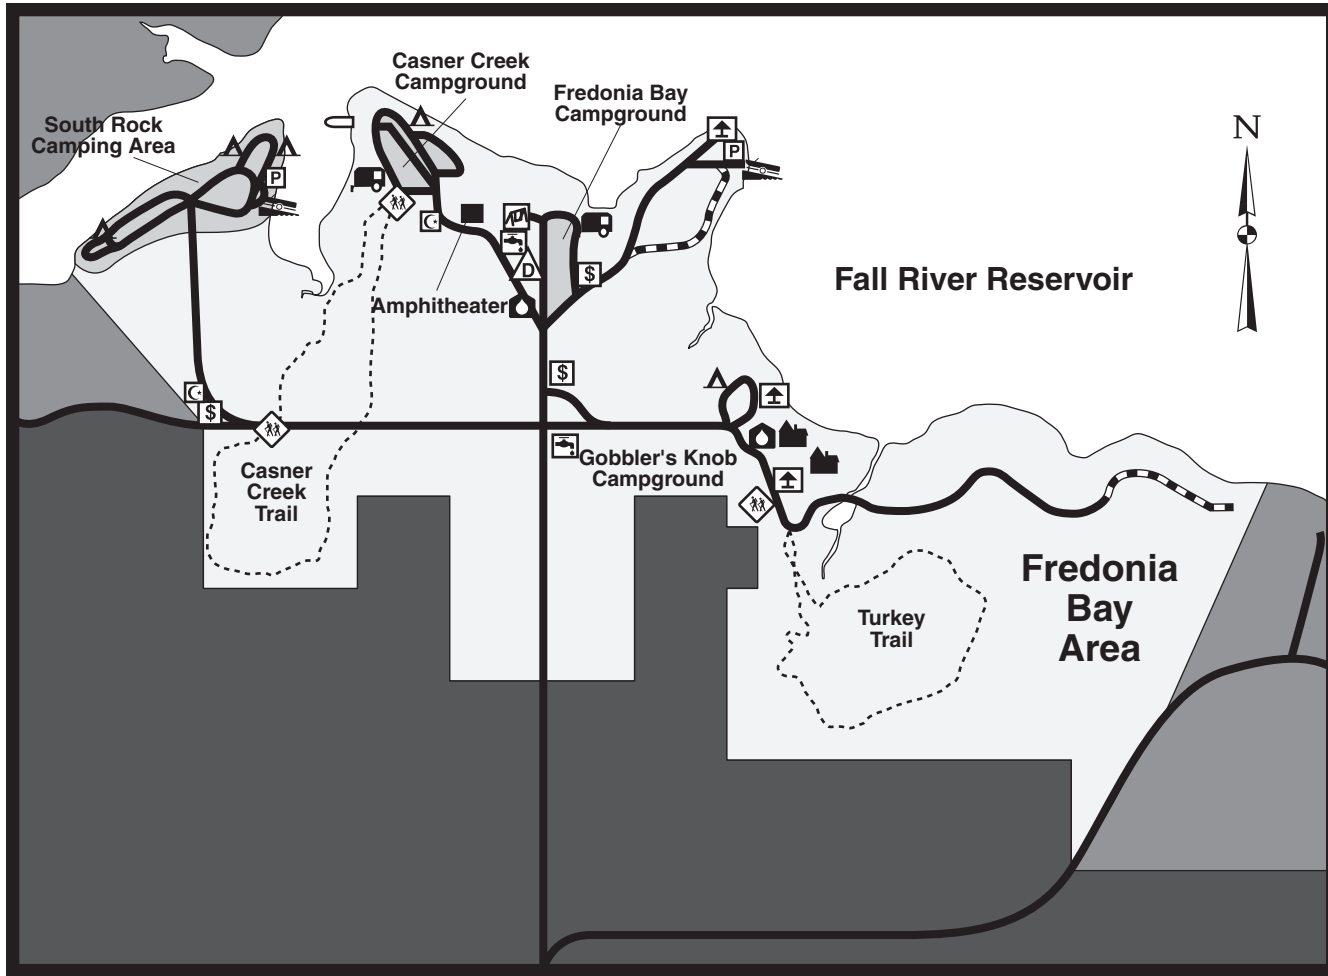 Casner Creek
Campground
Fredonia Bay
Campground
South Rock
Camping Area
N
P
P
Fall River Reservoir
D
$
Amphitheater
$
$
Gobbler's Knob
Campground
Casner
Creek
Trail
Fredonia
Bay
Area
Turkey
Trail